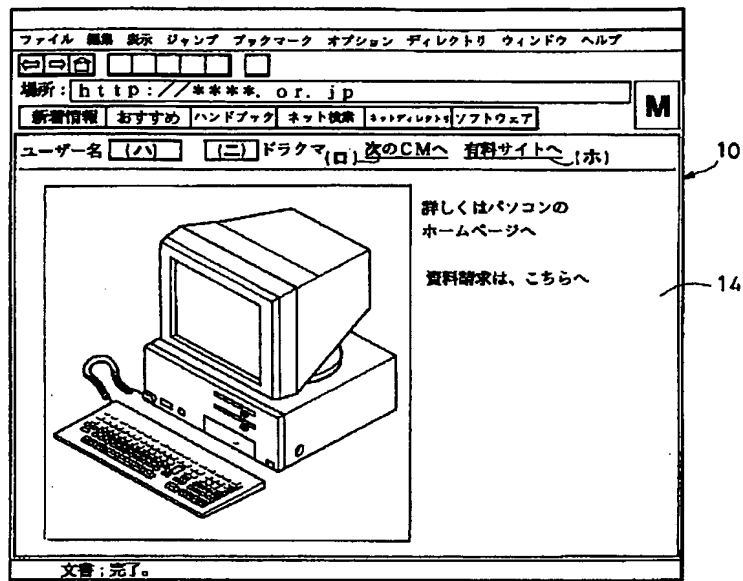 ファイル 編集 表示 ジャンプ ブックマーク オプション ディレクトリ ウィンドウ ヘルプ
場所: http://****. or. jp
M
新着情報 おすすめ ハンドブック ネット検索 ネットディレクトリ ソフトウェア
ユーザー名 (ハ) (ニ) ドラクマ (ロ) 次のCMへ 有料サイトへ (ホ)
10
詳しくはパソコンの
ホームページへ
資料請求は、こちらへ
14
文書;完了。